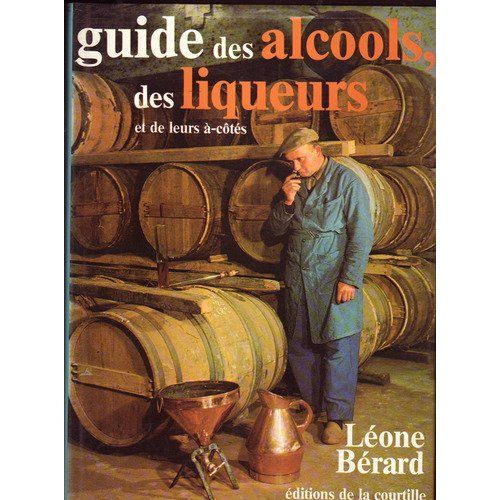 guide des alcools,
des liqueurs
et de leurs à-côtés
Léone
Bérard
éditions de la courtille